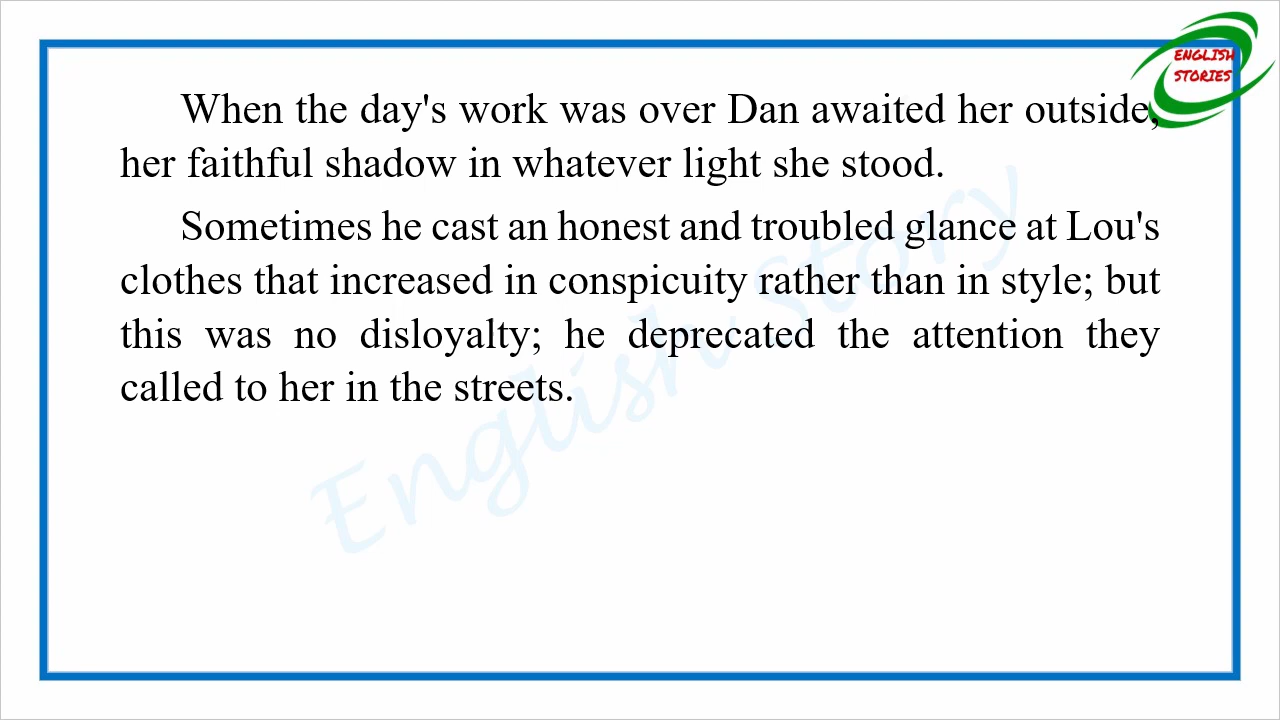 ENGLISH
STORIES
When the day's work was over Dan awaited her outside,
her faithful shadow in whatever light she stood.
Sometimes he cast an honest and troubled glance at Lou's
clothes that increased in conspicuity rather than in style; but
this was no disloyalty; he deprecated the attention they
called to her in the streets.
English Story